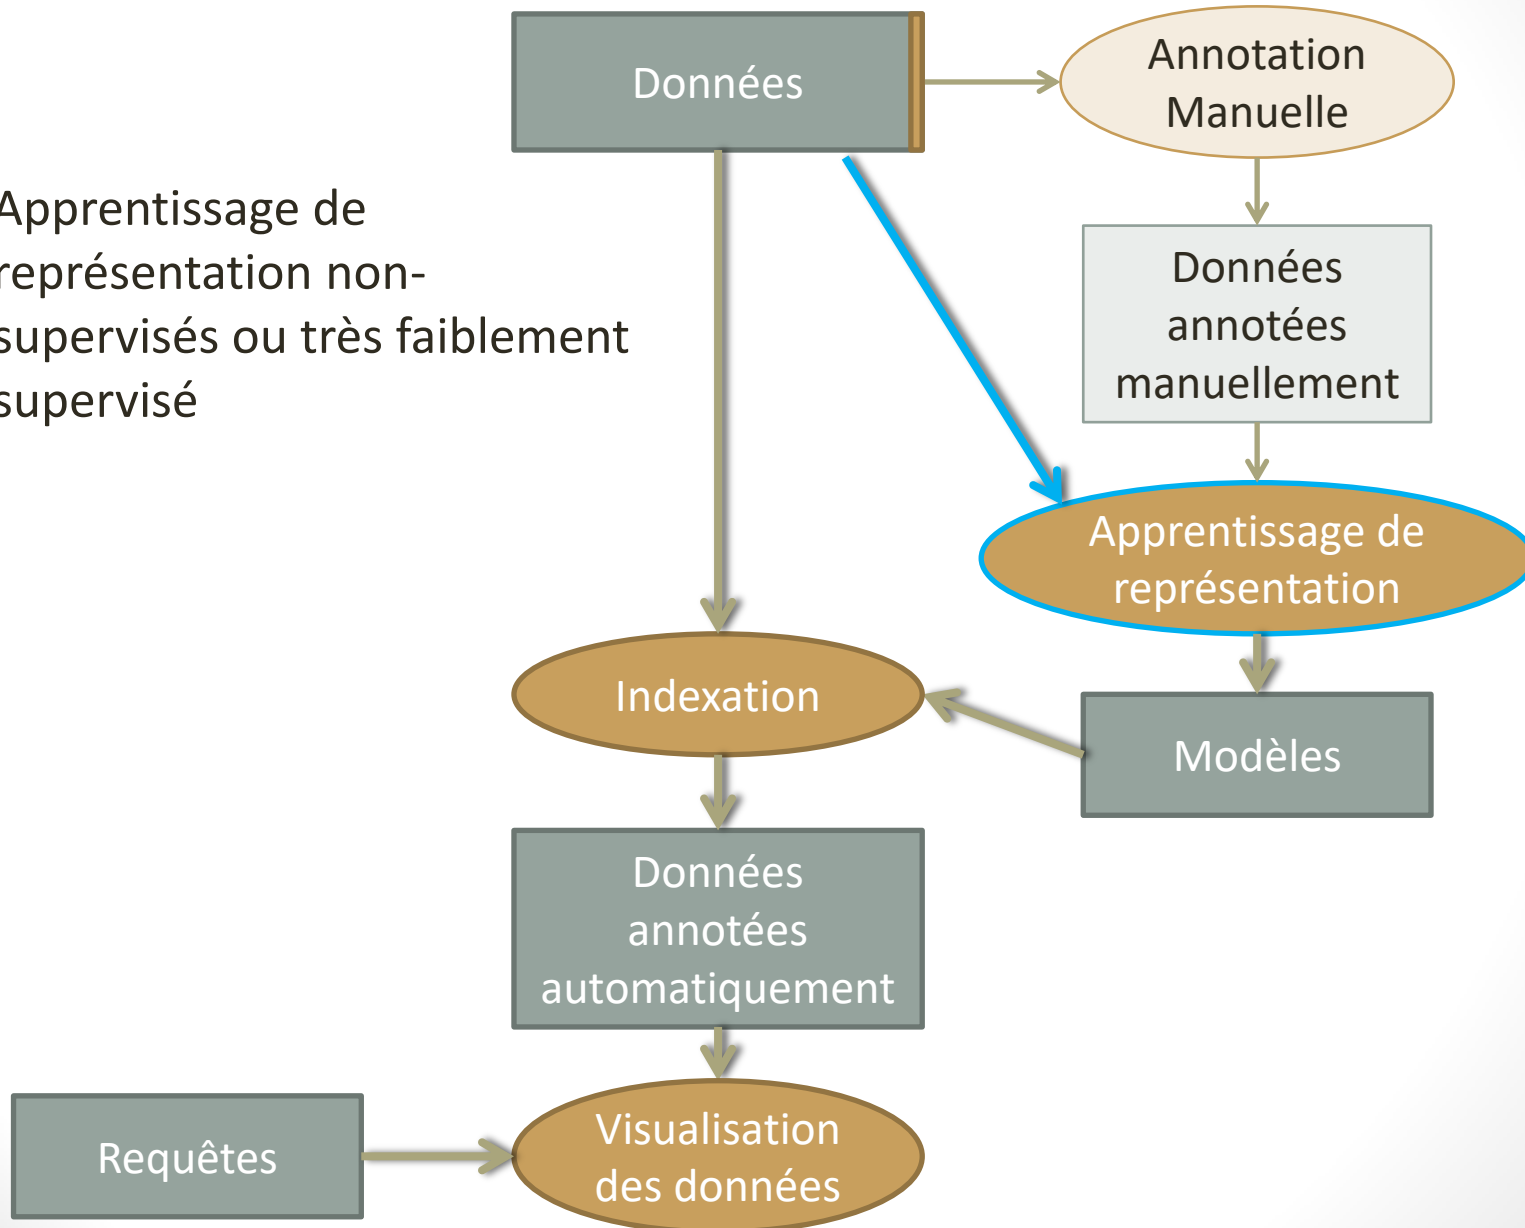 Données
Annotation
Manuelle
Apprentissage de
représentation non-
supervisés ou très faiblement
supervisé
Données
annotées
manuellement
Apprentissage de
représentation
Indexation
Modèles
Données
annotées
automatiquement
Requêtes
Visualisation
des données